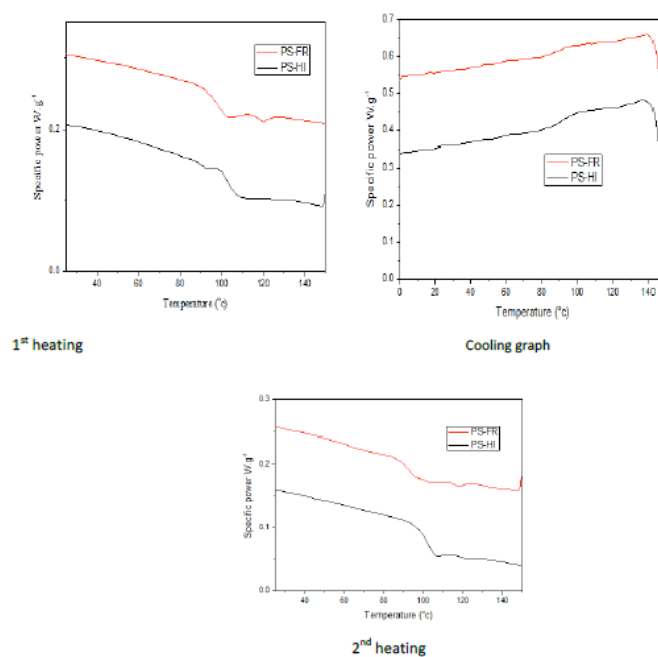 PS-FR
PS-HI
Specific power W.g-1
0.2
0.0
40
60
80
100
120
140
Temperature (°c)
1st heating
0.7
0.6
0.5
0.4
0.3
0.2
0.1
0.0
Specific power W.g-1
PS-FR
PS-HI
0
20
40
60
80
100
120
140
Temperature (°c)
Cooling graph
0.3
0.2
0.1
0.0
Specific power W.g-1
PS-FR
PS-HI
40
60
80
100
120
140
Temperature (°c)
2nd heating